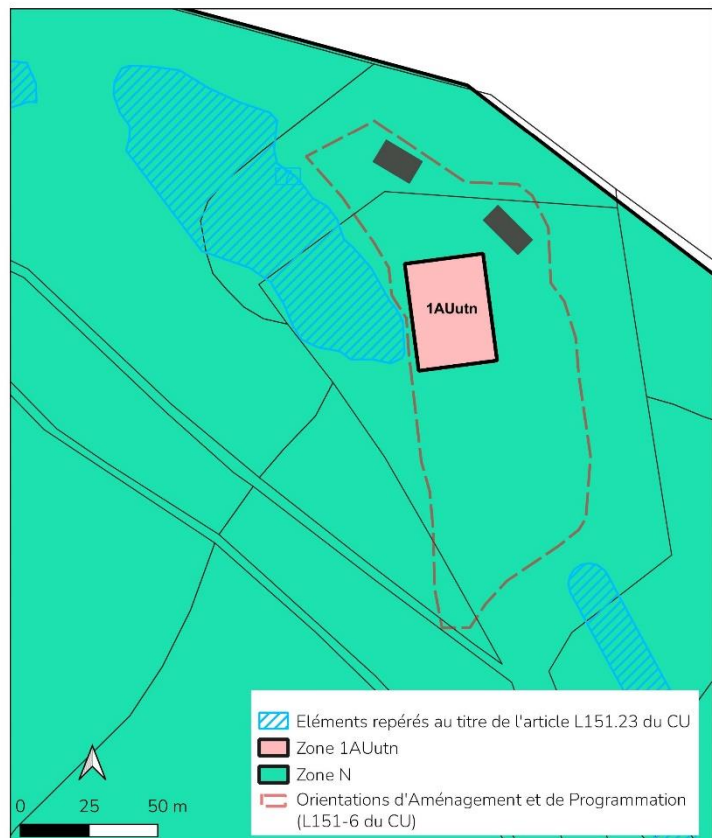 1AUutn
Eléments repérés au titre de l'article L151.23 du CU
Zone 1AUutn
Zone N
Orientations d'Aménagement et de Programmation
(L151-6 du CU)
0 25 50 m